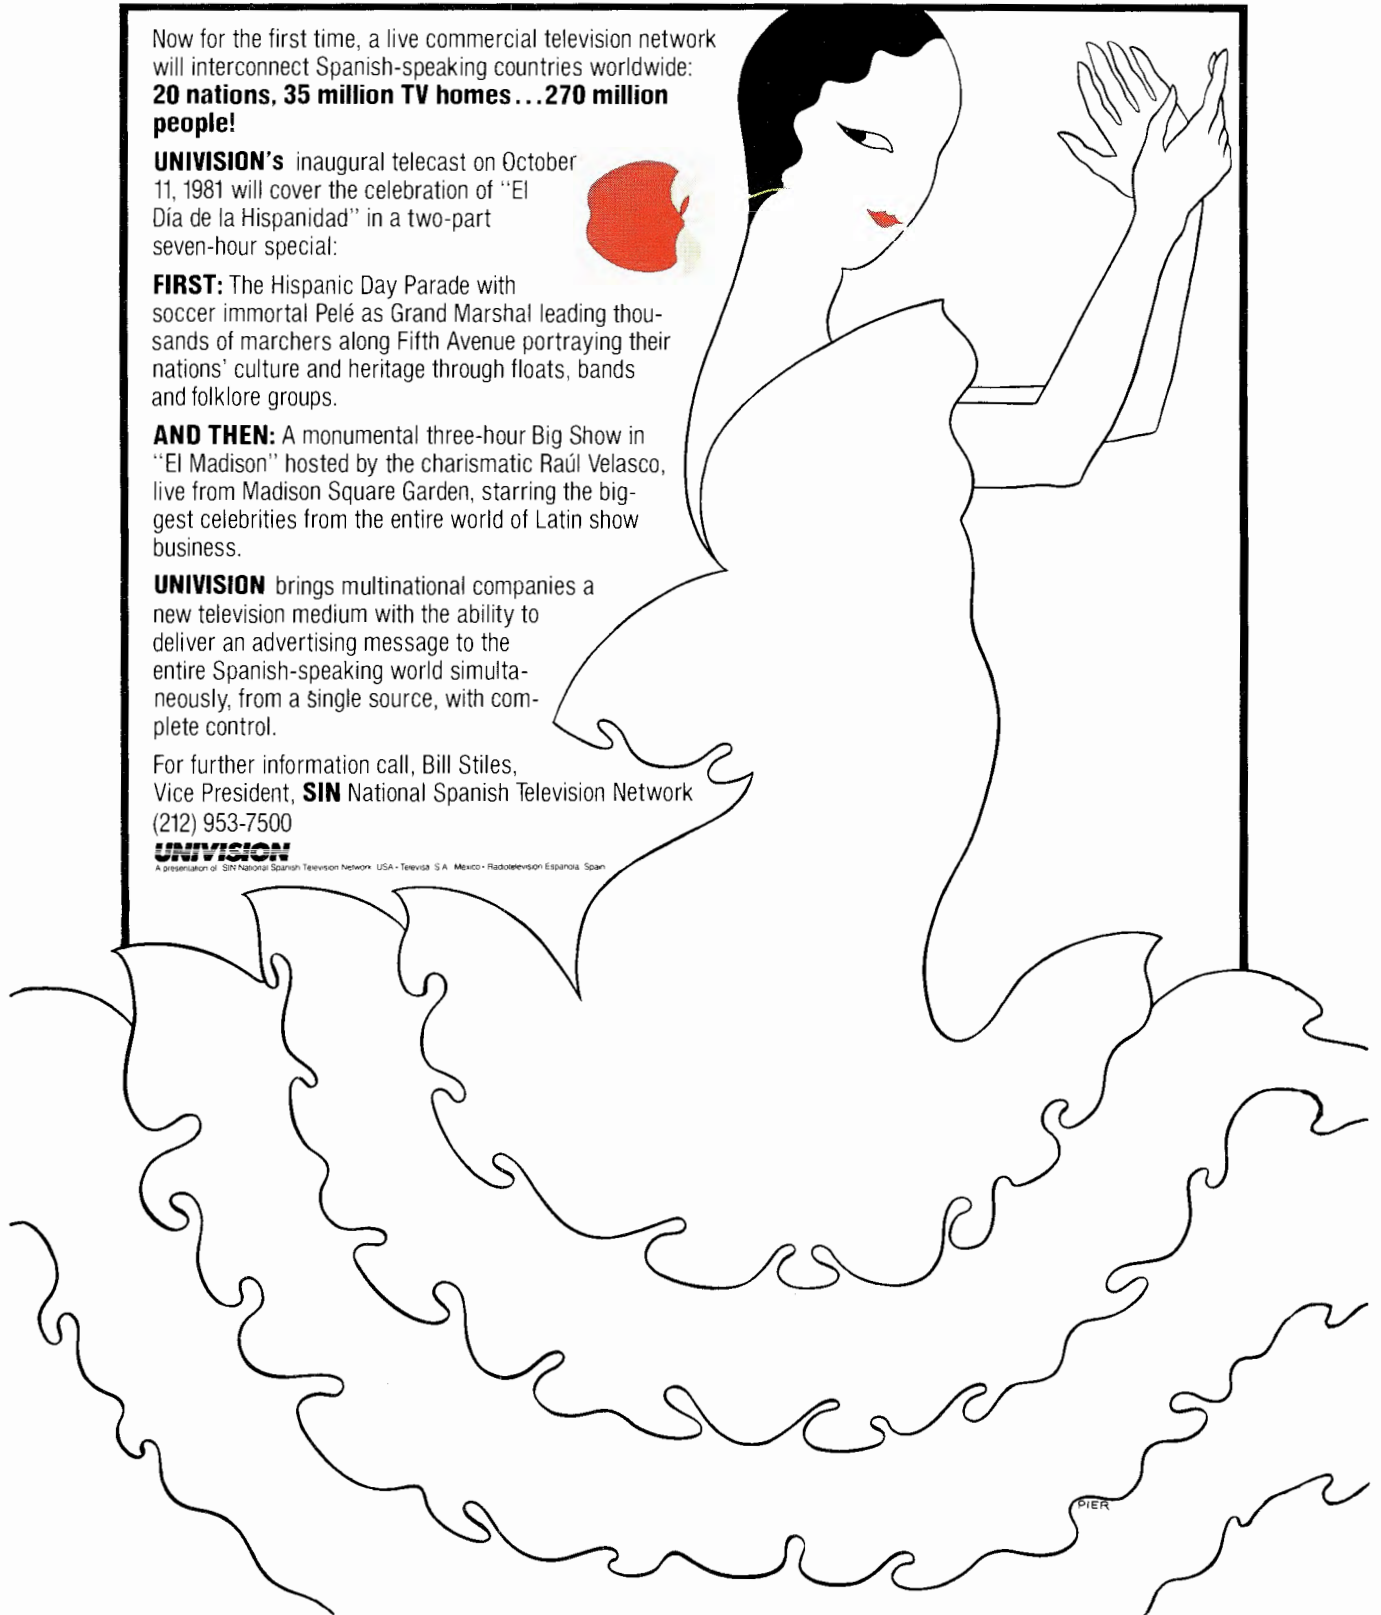 Now for the first time, a live commercial television network
will interconnect Spanish-speaking countries worldwide:
20 nations, 35 million TV homes...270 million
people!
UNIVISION's inaugural telecast on October
11, 1981 will cover the celebration of "El
Día de la Hispanidad" in a two-part
seven-hour special:
FIRST: The Hispanic Day Parade with
soccer immortal Pelé as Grand Marshal leading thou-
sands of marchers along Fifth Avenue portraying their
nations' culture and heritage through floats, bands
and folklore groups.
AND THEN: A monumental three-hour Big Show in
"El Madison" hosted by the charismatic Raúl Velasco,
live from Madison Square Garden, starring the big-
gest celebrities from the entire world of Latin show
business.
UNIVISION brings multinational companies a
new television medium with the ability to
deliver an advertising message to the
entire Spanish-speaking world simulta-
neously, from a single source, with com-
plete control.
For further information call, Bill Stiles,
Vice President, SIN National Spanish Television Network
(212) 953-7500
UNIVISION
A presentation of SIN National Spanish Television Network USA - Televisa S.A. Mexico - Radiotelevision Espanola Spain
PIER